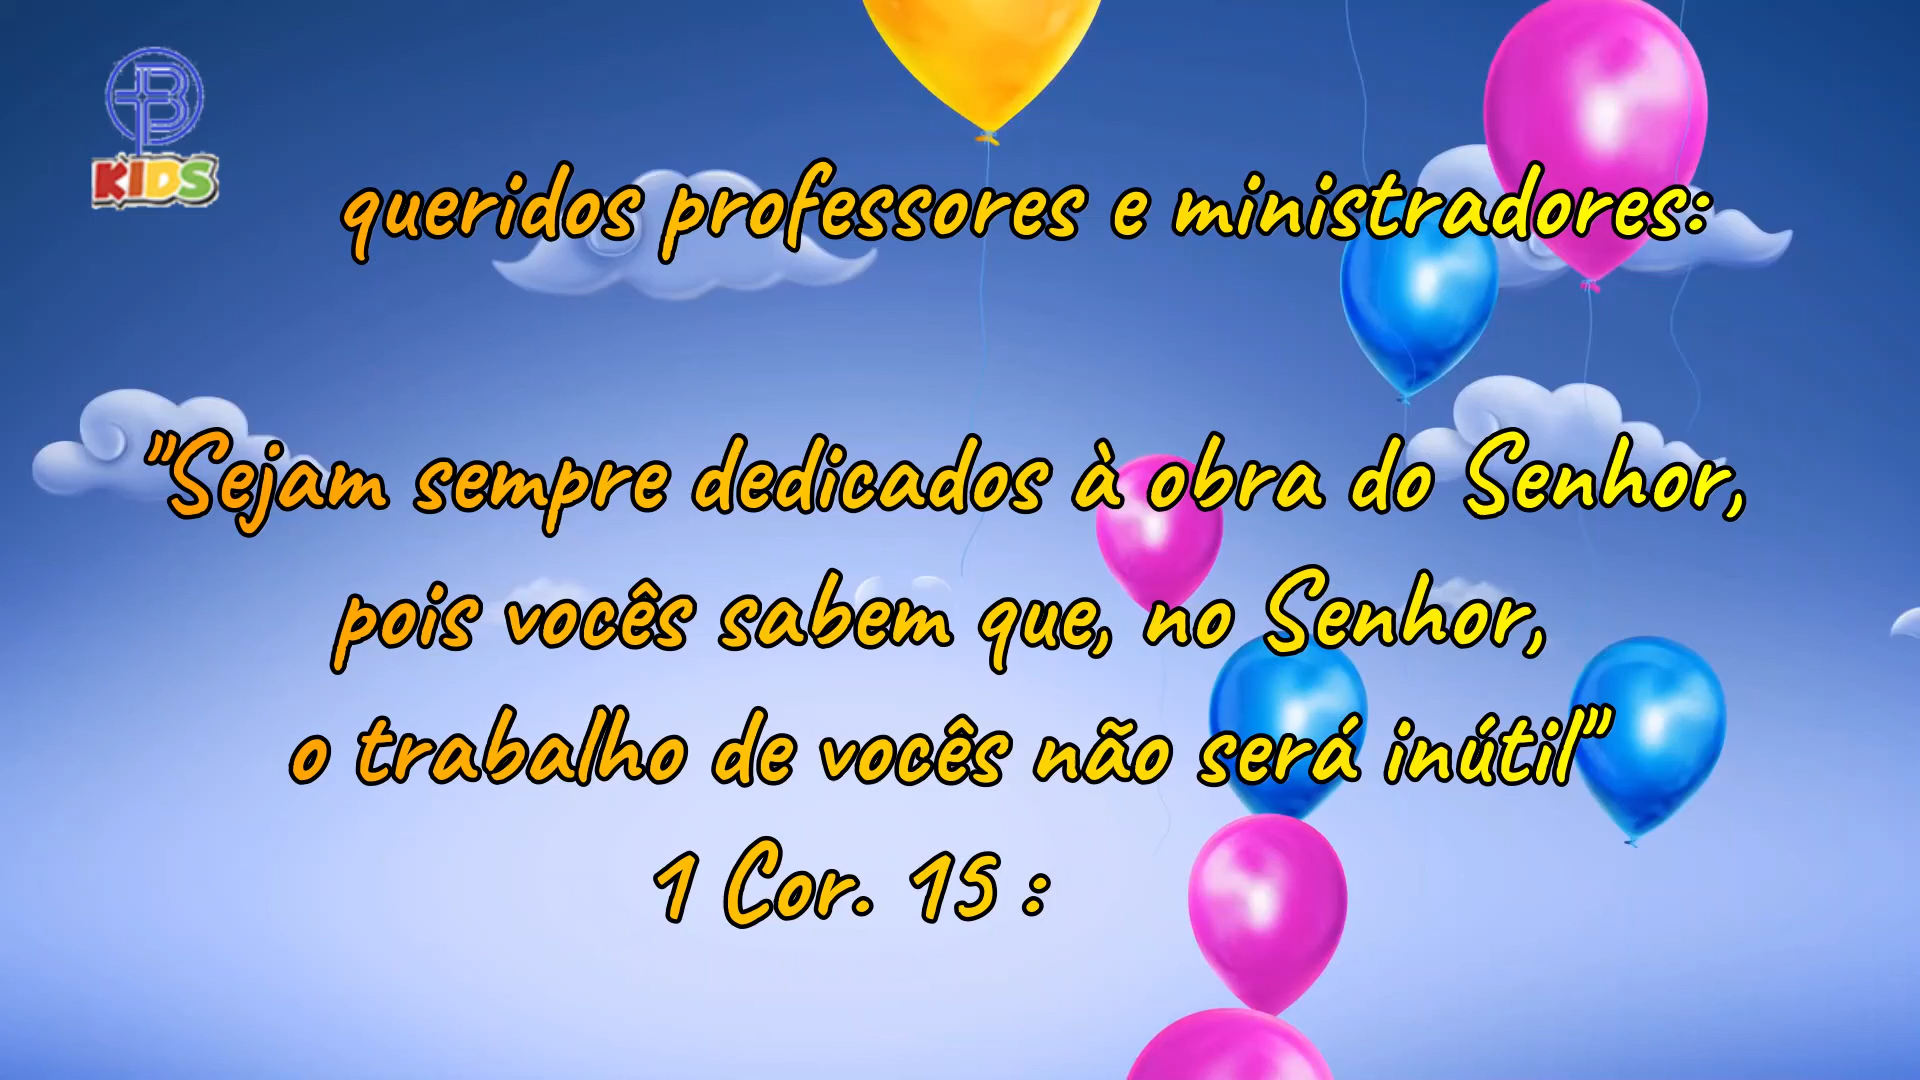 KIDS
queridos professores e ministradores:
"Sejam sempre dedicados à obra do Senhor,
pois vocês sabem que, no Senhor,
o trabalho de vocês não será inútil"
1 Cor. 15 :